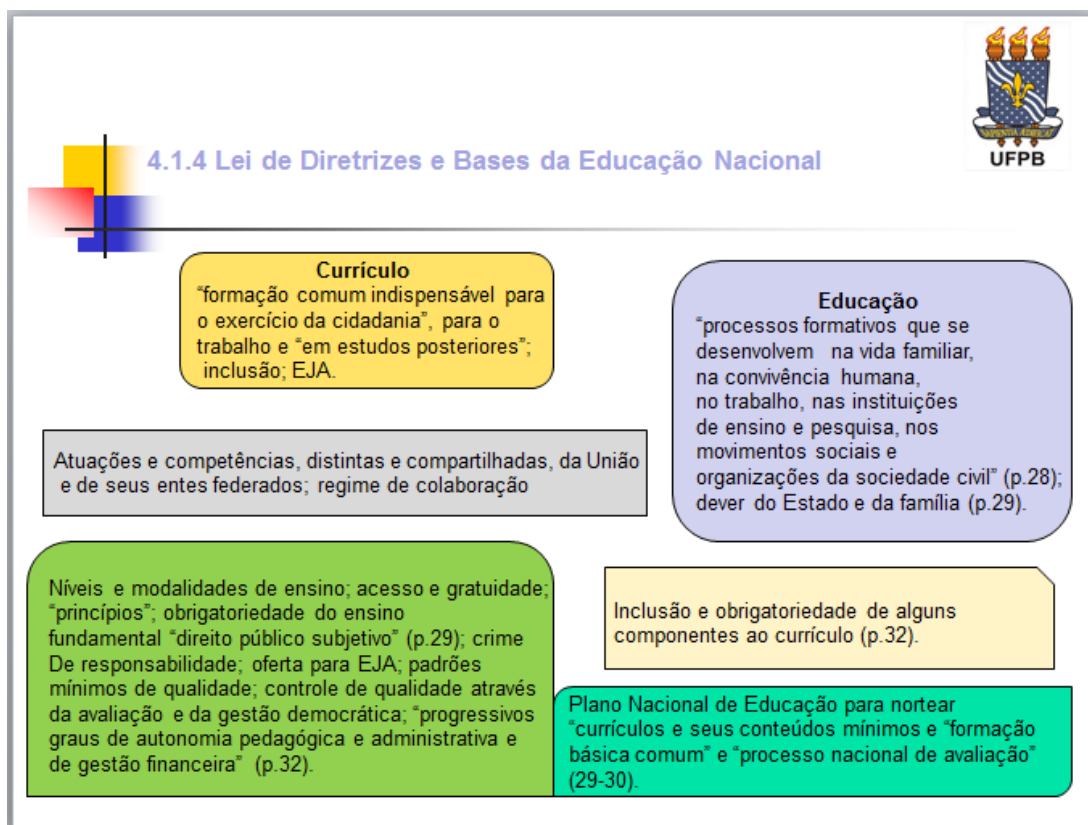 SAPIENTIA ÆDIFICAT
UFPB
4.1.4 Lei de Diretrizes e Bases da Educação Nacional
Currículo
“formação comum indispensável para
o exercício da cidadania”, para o
trabalho e “em estudos posteriores”;
inclusão; EJA.
Educação
“processos formativos que se
desenvolvem na vida familiar,
na convivência humana,
no trabalho, nas instituições
de ensino e pesquisa, nos
movimentos sociais e
organizações da sociedade civil” (p.28);
dever do Estado e da família (p.29).
Atuações e competências, distintas e compartilhadas, da União
e de seus entes federados; regime de colaboração
Níveis e modalidades de ensino; acesso e gratuidade;
“princípios”; obrigatoriedade do ensino
fundamental “direito público subjetivo” (p.29); crime
De responsabilidade; oferta para EJA; padrões
mínimos de qualidade; controle de qualidade através
da avaliação e da gestão democrática; “progressivos
graus de autonomia pedagógica e administrativa e
de gestão financeira” (p.32).
Inclusão e obrigatoriedade de alguns
componentes ao currículo (p.32).
Plano Nacional de Educação para nortear
“currículos e seus conteúdos mínimos e “formação
básica comum” e “processo nacional de avaliação”
(29-30).